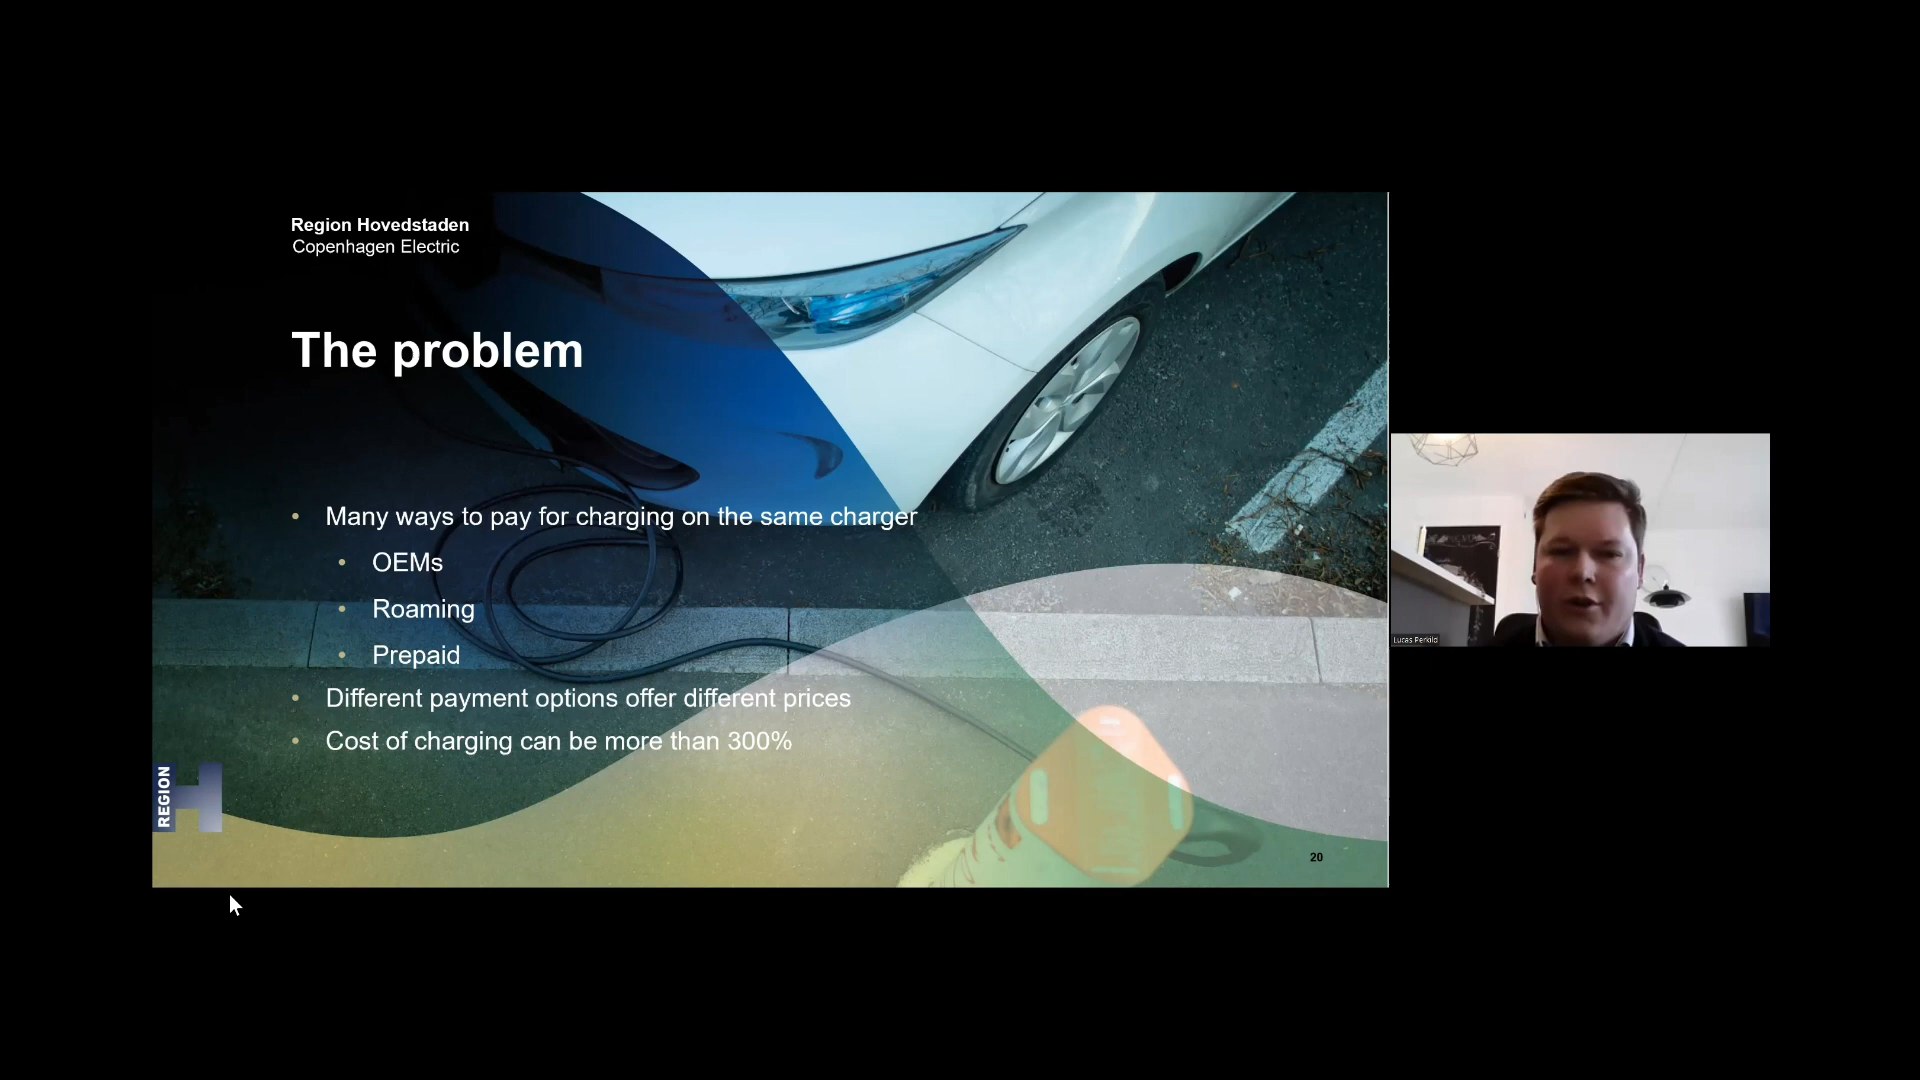 Region Hovedstaden
Copenhagen Electric
The problem
• Many ways to pay for charging on the same charger
• OEMs
• Roaming
• Prepaid
• Different payment options offer different prices
• Cost of charging can be more than 300%
REGION
H
20
Lucas Perkild